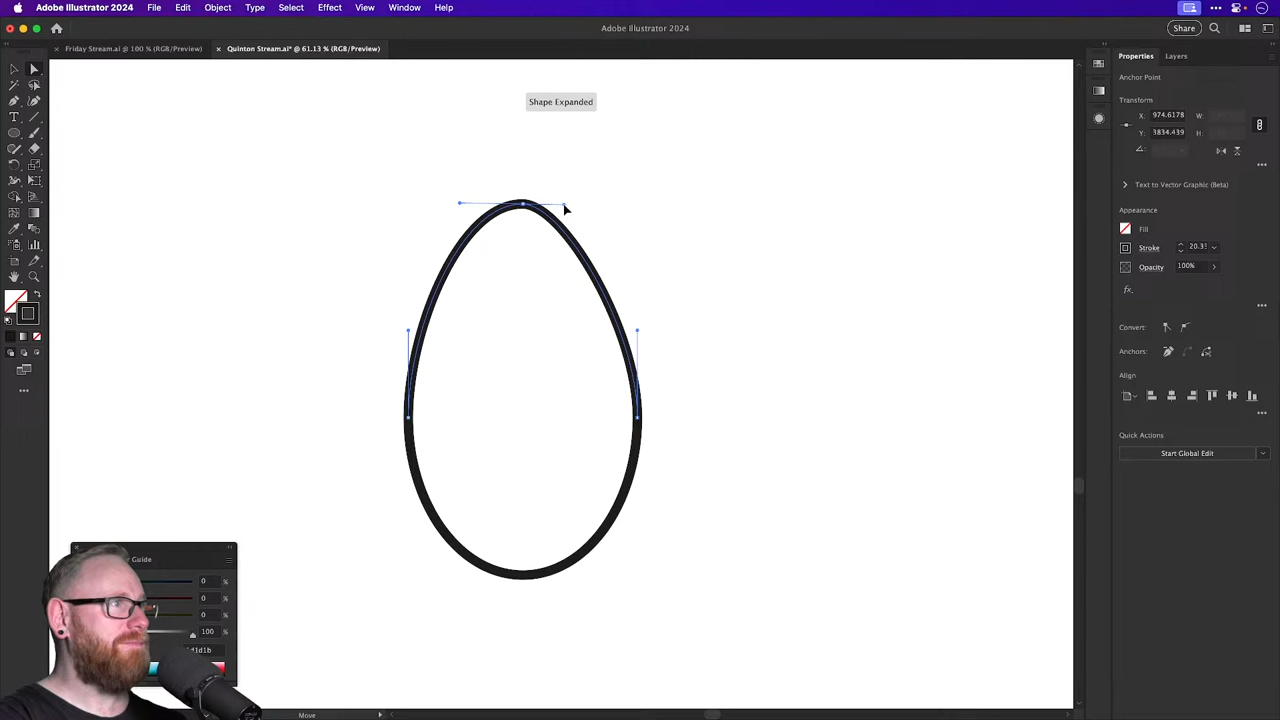 Adobe Illustrator 2024 File Edit Object Type Select Effect View Window Help
Adobe Illustrator 2024
Share
Friday Stream.ai @ 100 % (RGB/Preview)
Quinton Stream.ai* @ 61.13 % (RGB/Preview)
Properties Layers
Anchor Point
Shape Expanded
Transform
X: 974.6178 W:
Y: 3834.439 H:
Text to Vector Graphic (Beta)
Appearance
Fill
Stroke
Opacity 100%
fx.
Convert:
Anchors:
Align
Quick Actions
Start Global Edit
Guide
0 %
0 %
0 %
100 %
Move